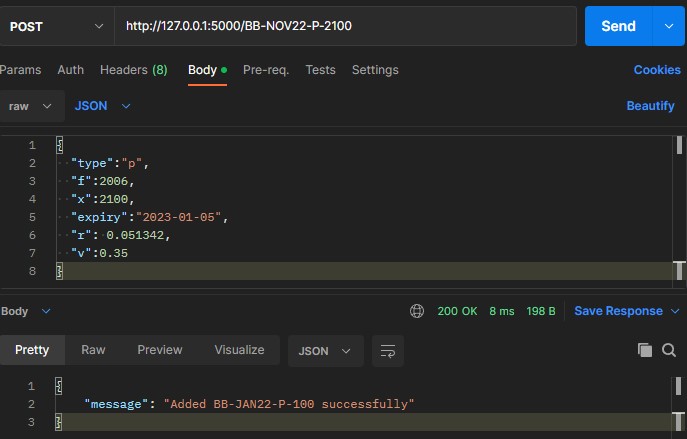 POST http://127.0.0.1:5000/BB-NOV22-P-2100 Send
Params Auth Headers (8) Body Pre-req. Tests Settings Cookies
raw JSON Beautify
1 {
2 "type":"p",
3 "f":2006,
4 "x":2100,
5 "expiry":"2023-01-05",
6 "r": 0.051342,
7 "v":0.35
8 }
Body 200 OK 8 ms 198 B Save Response
Pretty Raw Preview Visualize JSON
1 {
2 "message": "Added BB-JAN22-P-100 successfully"
3 }